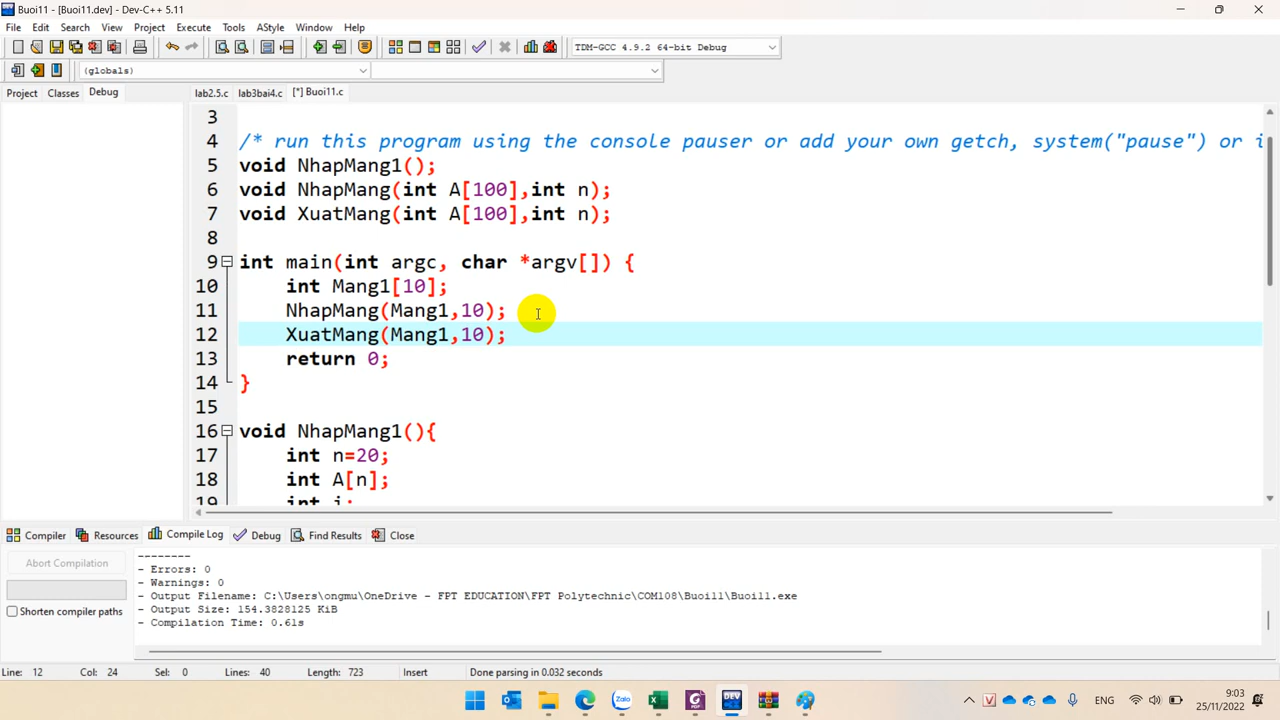 Buoi11 - [Buoi11.dev] - Dev-C++ 5.11
File Edit Search View Project Execute Tools AStyle Window Help
TDM-GCC 4.9.2 64-bit Debug
(globals)
Project Classes Debug
lab2.5.c lab3bai4.c [*] Buoi11.c
3
4 /* run this program using the console pauser or add your own getch, system("pause") or i
5 void NhapMang1();
6 void NhapMang(int A[100],int n);
7 void XuatMang(int A[100],int n);
8
9 int main(int argc, char *argv[]) {
10 int Mang1[10];
11 NhapMang(Mang1,10);
12 XuatMang(Mang1,10);
13 return 0;
14 }
15
16 void NhapMang1(){
17 int n=20;
18 int A[n];
19 int i;
Compiler Resources Compile Log Debug Find Results Close
Abort Compilation
Shorten compiler paths
--------
- Errors: 0
- Warnings: 0
- Output Filename: C:\Users\ongmu\OneDrive - FPT EDUCATION\FPT Polytechnic\COM108\Buoi11\Buoi11.exe
- Output Size: 154.3828125 KiB
- Compilation Time: 0.61s
Line: 12 Col: 24 Sel: 0 Lines: 40 Length: 723 Insert Done parsing in 0.032 seconds
Zalo
DEV
ENG
9:03
25/11/2022